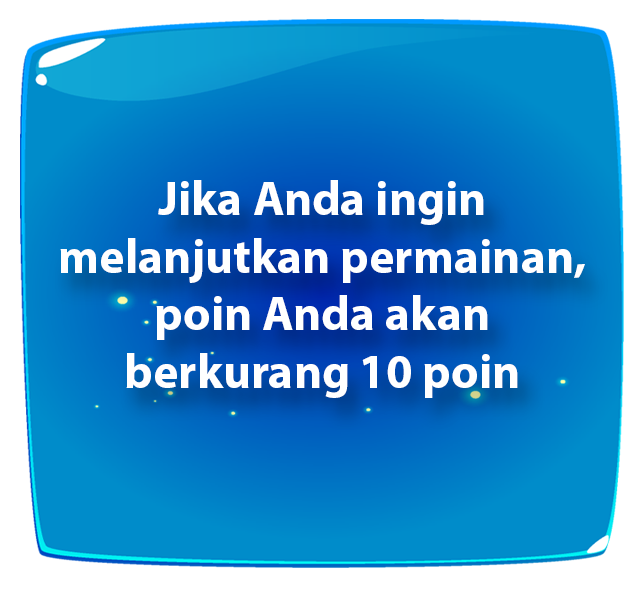 Jika Anda ingin
melanjutkan permainan,
poin Anda akan
berkurang 10 poin